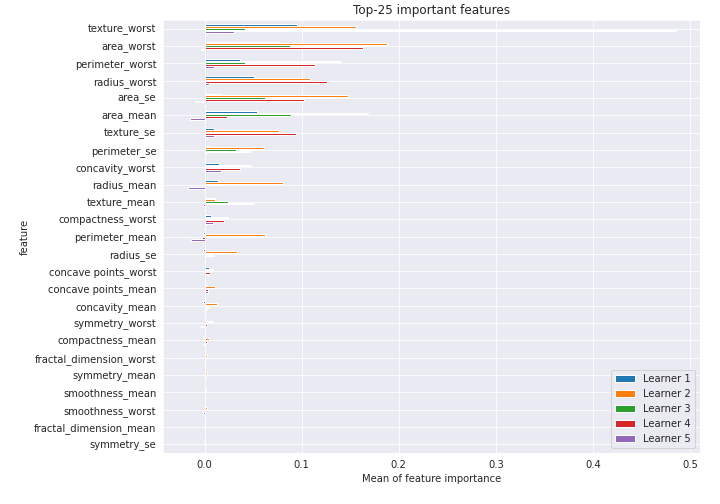 Top-25 important features
texture_worst
area_worst
perimeter_worst
radius_worst
area_se
area_mean
texture_se
perimeter_se
concavity_worst
radius_mean
texture_mean
compactness_worst
perimeter_mean
radius_se
concave points_worst
concave points_mean
concavity_mean
symmetry_worst
compactness_mean
fractal_dimension_worst
symmetry_mean
smoothness_mean
smoothness_worst
fractal_dimension_mean
symmetry_se
feature
Learner 1
Learner 2
Learner 3
Learner 4
Learner 5
0.0 0.1 0.2 0.3 0.4 0.5
Mean of feature importance